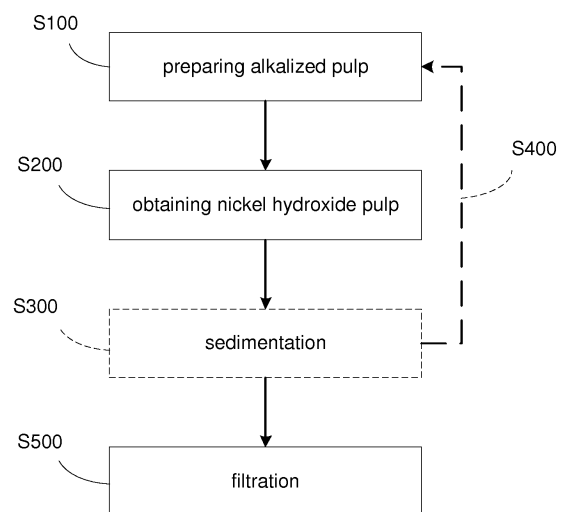 S100
preparing alkalized pulp
S400
S200
obtaining nickel hydroxide pulp
S300
sedimentation
S500
filtration